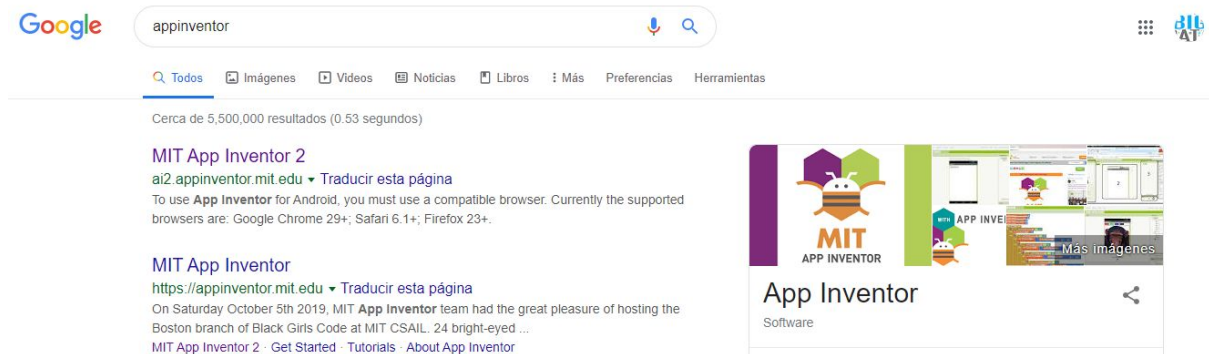 Google
appinventor
Todos Imágenes Videos Noticias Libros Más Preferencias Herramientas
Cerca de 5,500,000 resultados (0.53 segundos)
MIT App Inventor 2
ai2.appinventor.mit.edu Traducir esta página
To use App Inventor for Android, you must use a compatible browser. Currently the supported
browsers are: Google Chrome 29+; Safari 6.1+; Firefox 23+.
MIT App Inventor
https://appinventor.mit.edu Traducir esta página
On Saturday October 5th 2019, MIT App Inventor team had the great pleasure of hosting the
Boston branch of Black Girls Code at MIT CSAIL. 24 bright-eyed ...
MIT App Inventor 2 · Get Started · Tutorials · About App Inventor
MIT
APP INVENTOR
WITH APP INVE
Más imágenes
App Inventor
Software